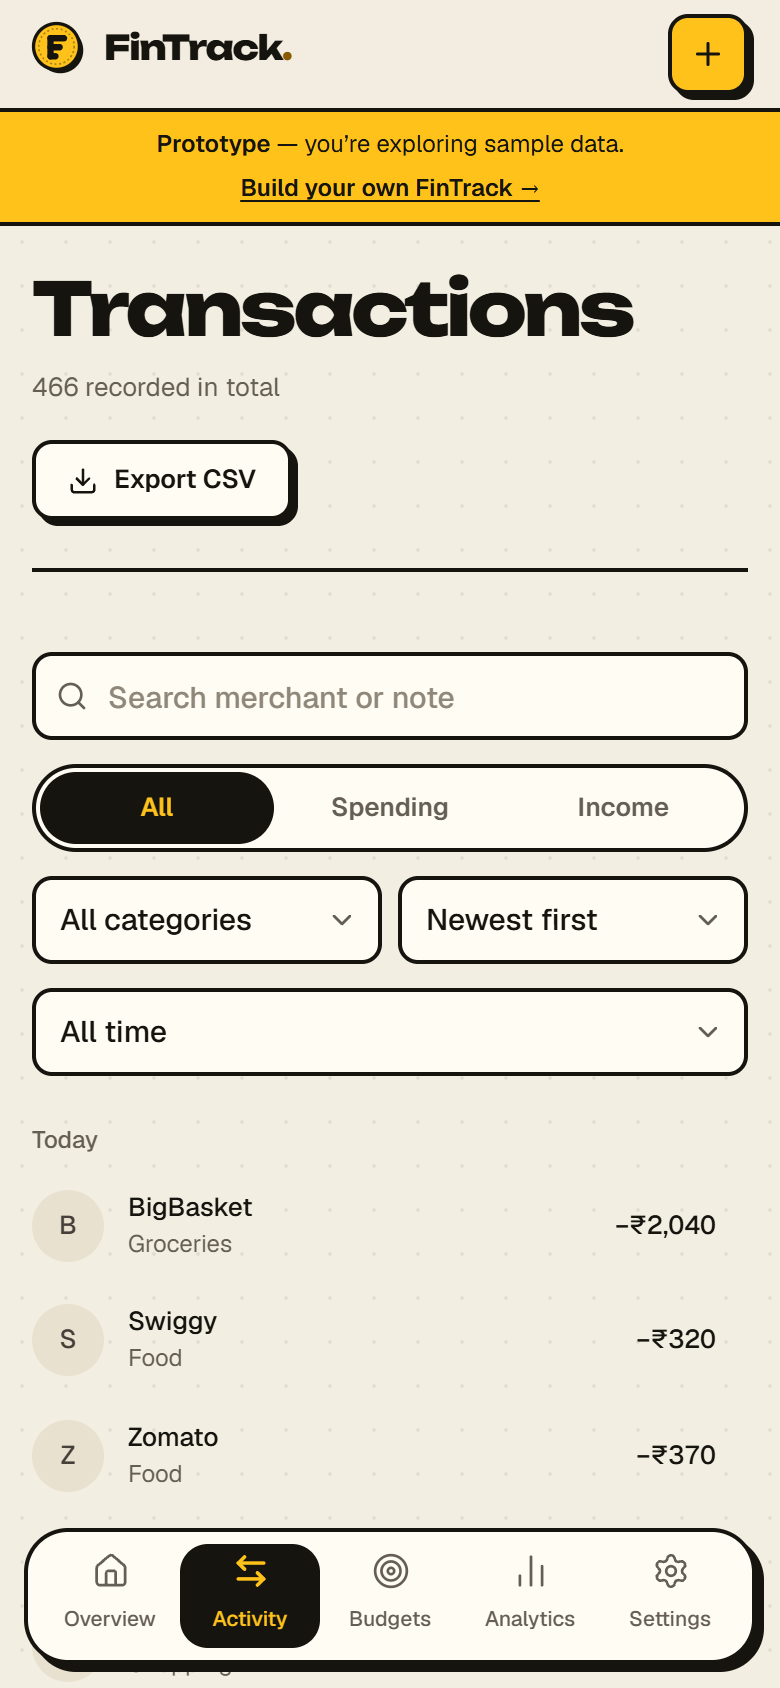 F FinTrack.
Prototype — you’re exploring sample data.
Build your own FinTrack →
Transactions
466 recorded in total
Export CSV
Search merchant or note
All Spending Income
All categories Newest first
All time
Today
B BigBasket −₹2,040
Groceries
S Swiggy −₹320
Food
Z Zomato −₹370
Food
Overview Activity Budgets Analytics Settings